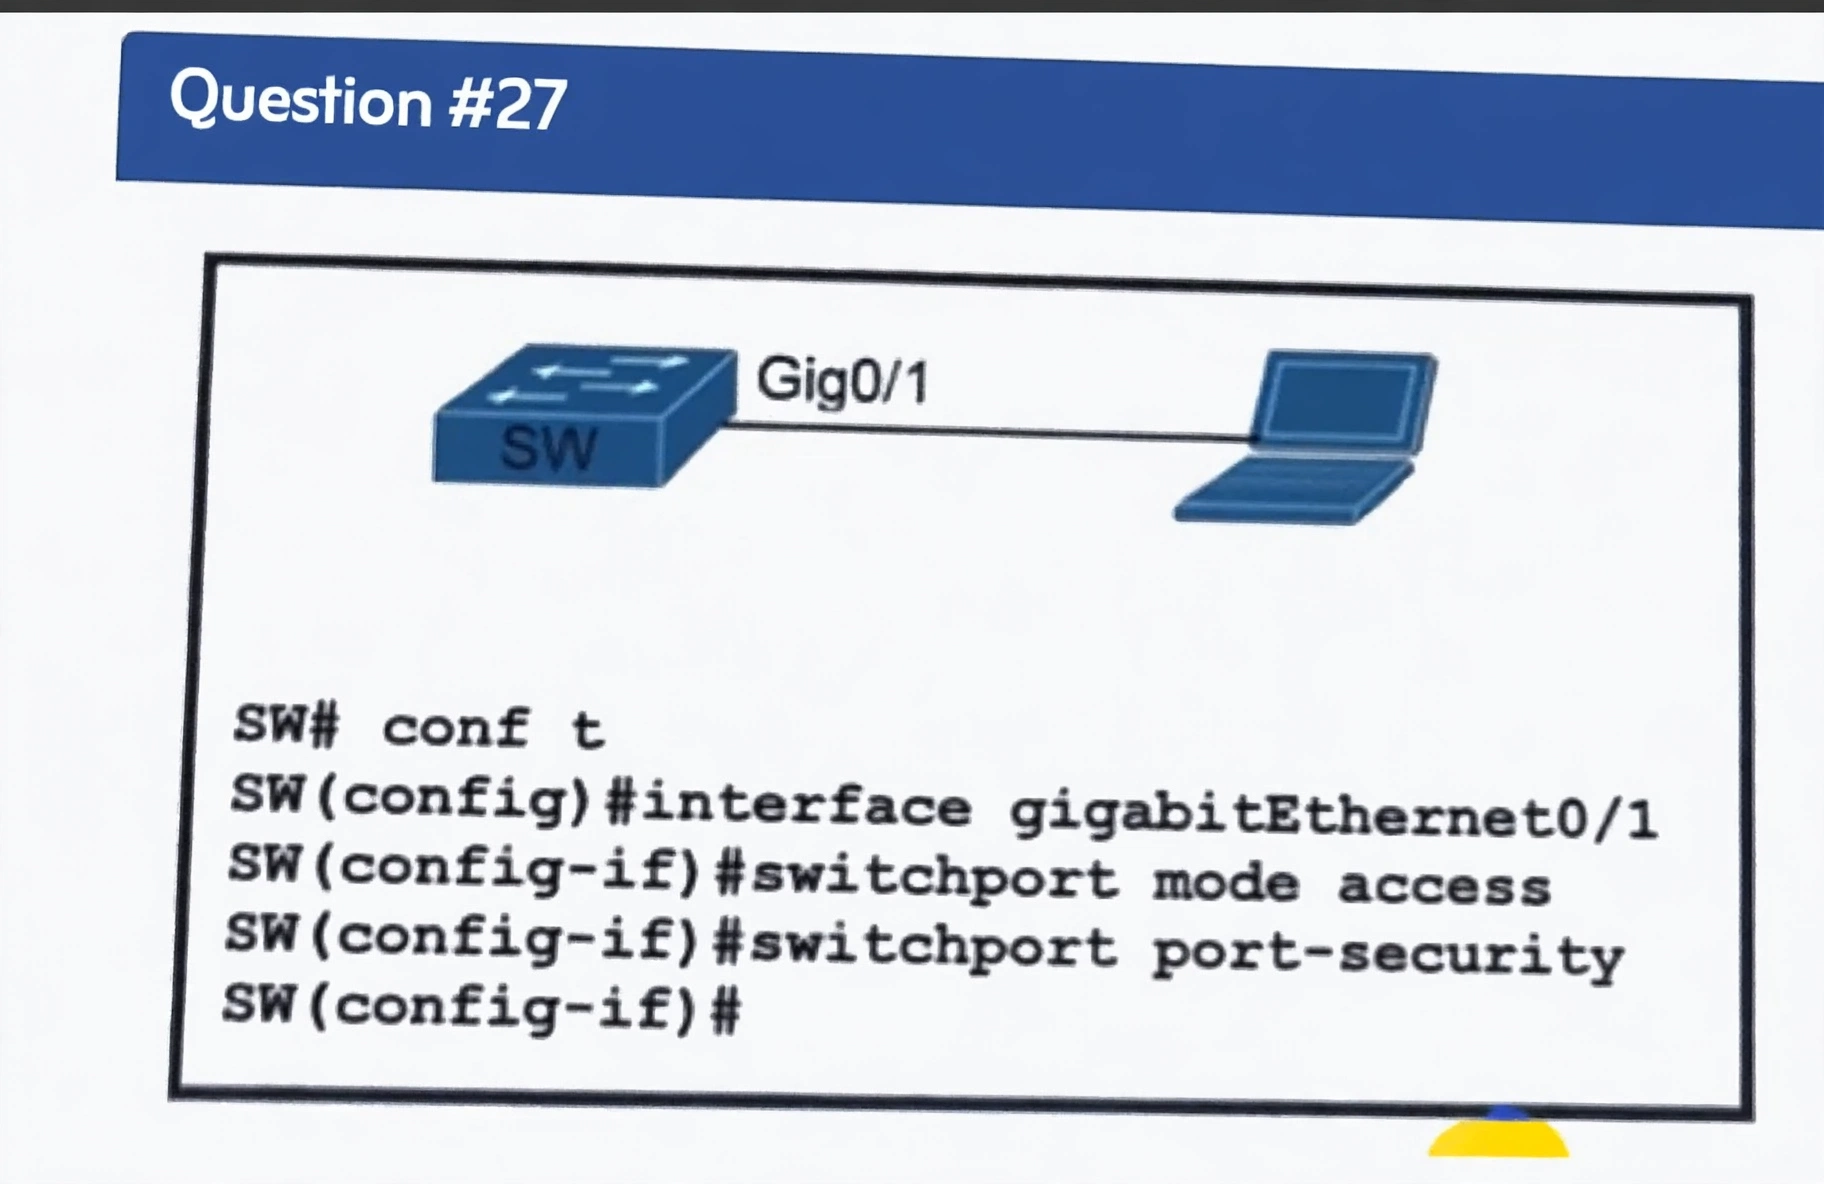 Question #27
Gig0/1
SW
SW# conf t
SW(config)#interface gigabitEthernet0/1
SW(config-if)#switchport mode access
SW(config-if)#switchport port-security
SW(config-if)#